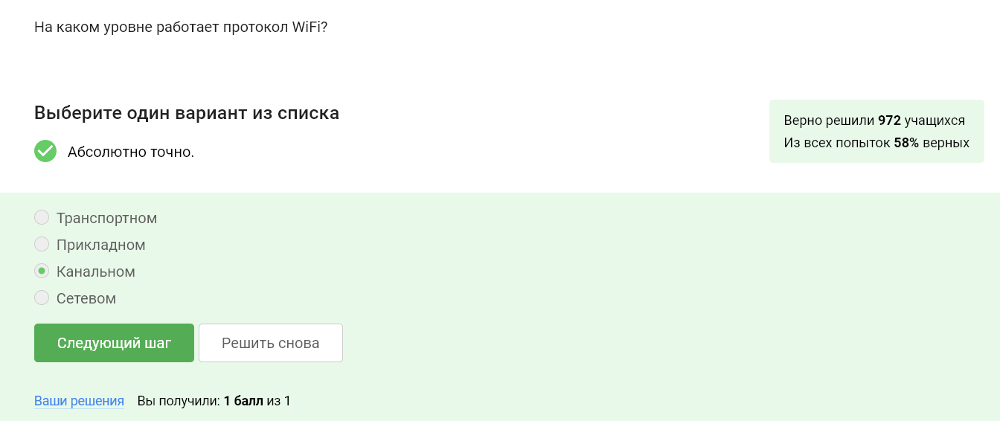 На каком уровне работает протокол WiFi?
Выберите один вариант из списка
Абсолютно точно.
Верно решили 972 учащихся
Из всех попыток 58% верных
Транспортном
Прикладном
Канальном
Сетевом
Следующий шаг
Решить снова
Ваши решения
Вы получили: 1 балл из 1